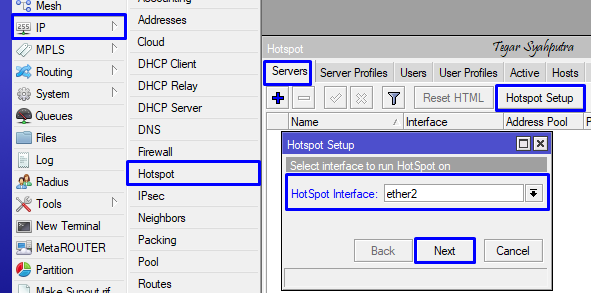 Mesh
IP
MPLS
Routing
System
Queues
Files
Log
Radius
Tools
New Terminal
MetaROUTER
Partition
Make Supout.rif
Accounting
Addresses
Cloud
DHCP Client
DHCP Relay
DHCP Server
DNS
Firewall
Hotspot
IPsec
Neighbors
Packing
Pool
Routes
Hotspot
Tegar Syahputra
Servers Server Profiles Users User Profiles Active Hosts
Reset HTML Hotspot Setup
Name Interface Address Pool P
Hotspot Setup
Select interface to run HotSpot on
HotSpot Interface: ether2
Back Next Cancel